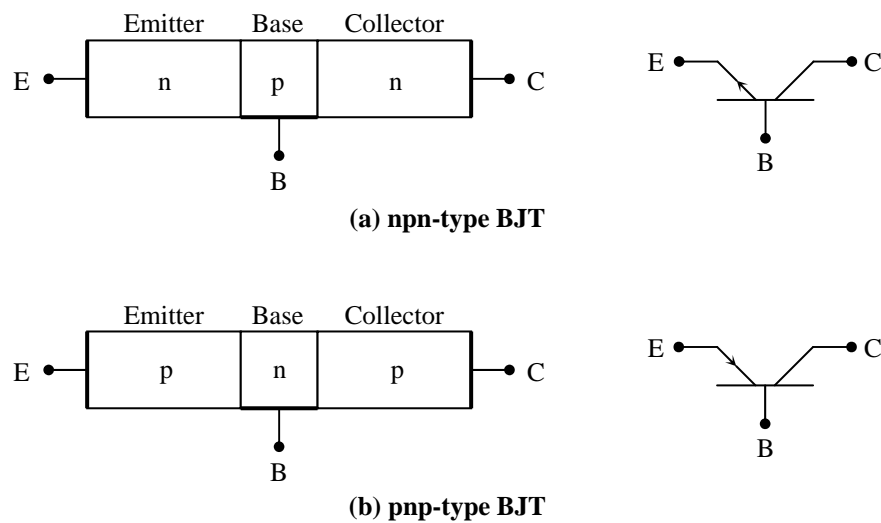 Emitter Base Collector
E n p n C
B
E C
B
(a) npn-type BJT
Emitter Base Collector
E p n p C
B
E C
B
(b) pnp-type BJT